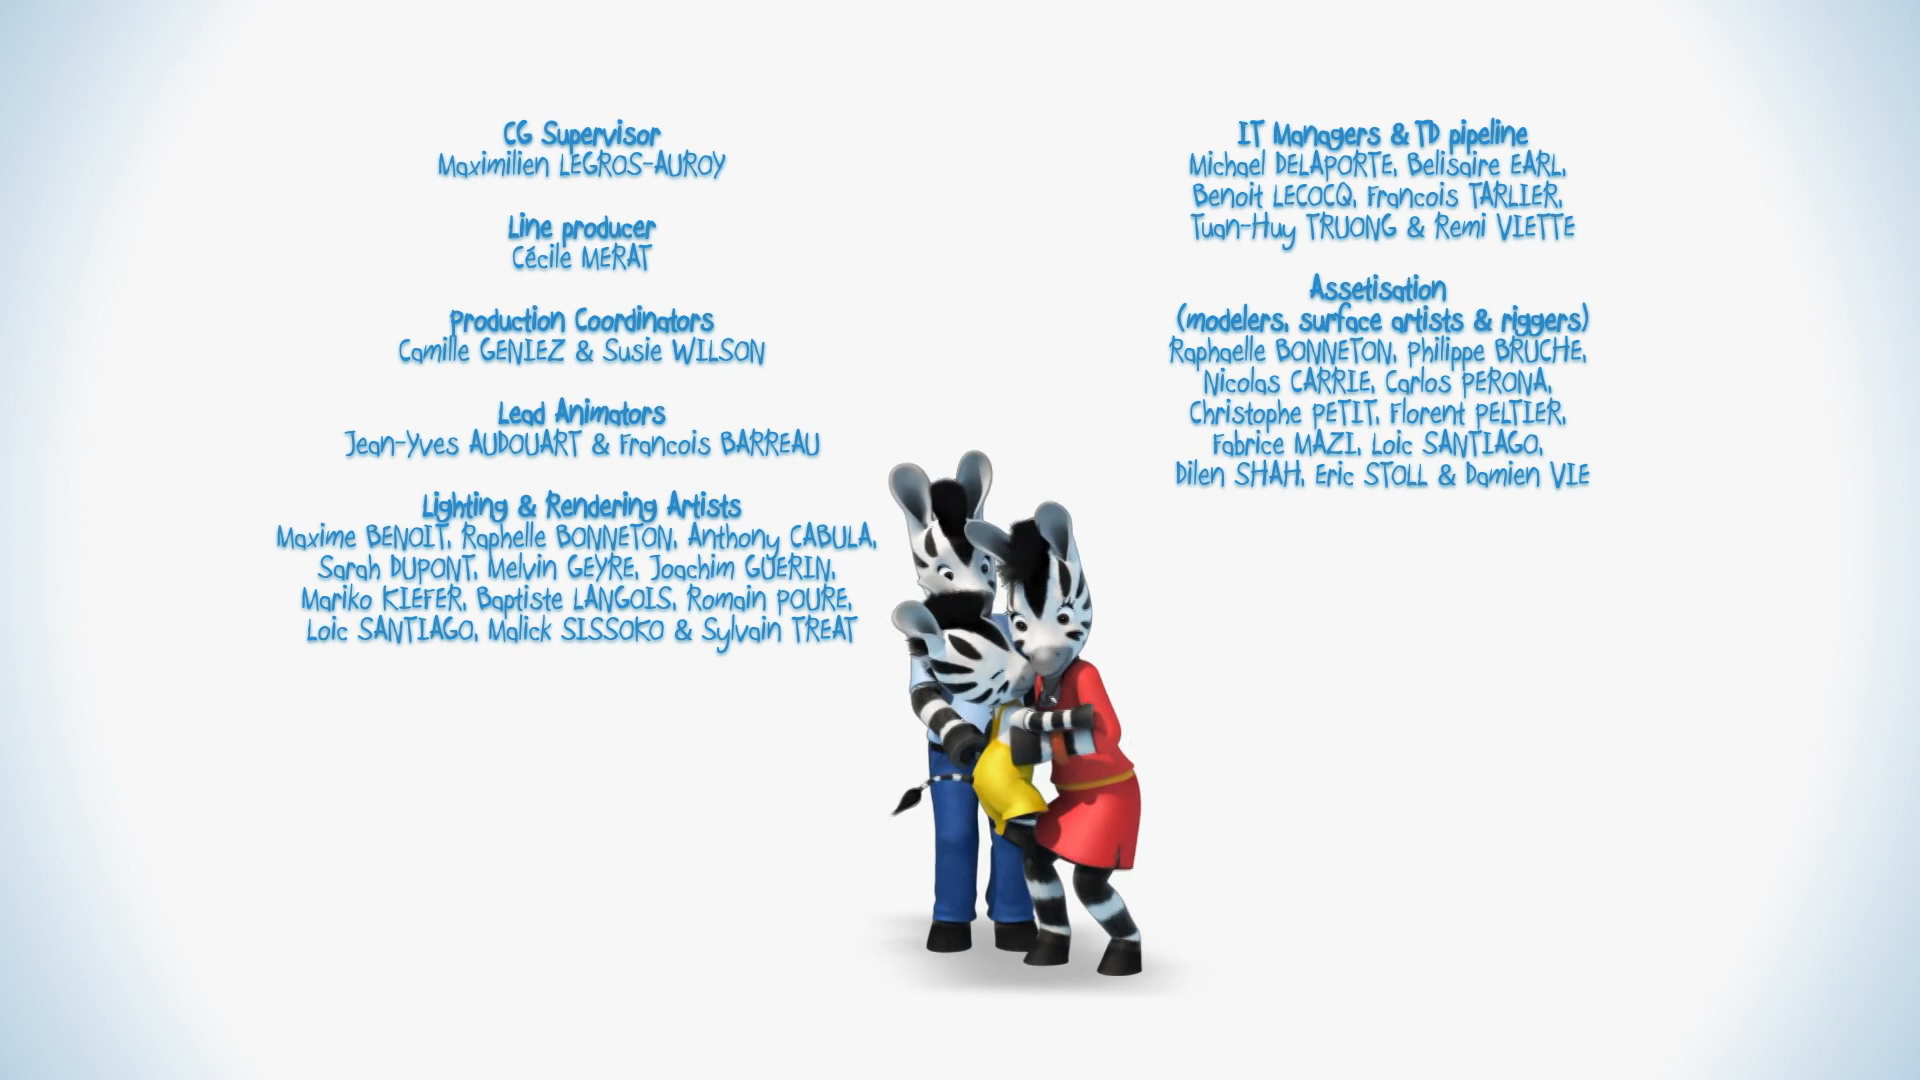 CG Supervisor
Maximilien LEGROS-AUROY
Line producer
Cécile MERAT
Production Coordinators
Camille GENIEZ & Susie WILSON
Lead Animators
Jean-Yves AUDOUART & Francois BARREAU
Lighting & Rendering Artists
Maxime BENOIT, Raphelle BONNETON, Anthony CABULA,
Sarah DUPONT, Melvin GEYRE, Joachim GUERIN,
Mariko KIEFER, Baptiste LANGOIS, Romain POURE,
Loic SANTIAGO, Malick SISSOKO & Sylvain TREAT
IT Managers & TD pipeline
Michael DELAPORTE, Belisaire EARL,
Benoit LECOCQ, Francois TARLIER,
Tuan-Huy TRUONG & Remi VIETTE
Assetisation
(modelers, surface artists & riggers)
Raphaelle BONNETON, Philippe BRUCHE,
Nicolas CARRIE, Carlos PERONA,
Christophe PETIT, Florent PELTIER,
Fabrice MAZI, Loic SANTIAGO,
Dilen SHAH, Eric STOLL & Damien VIE